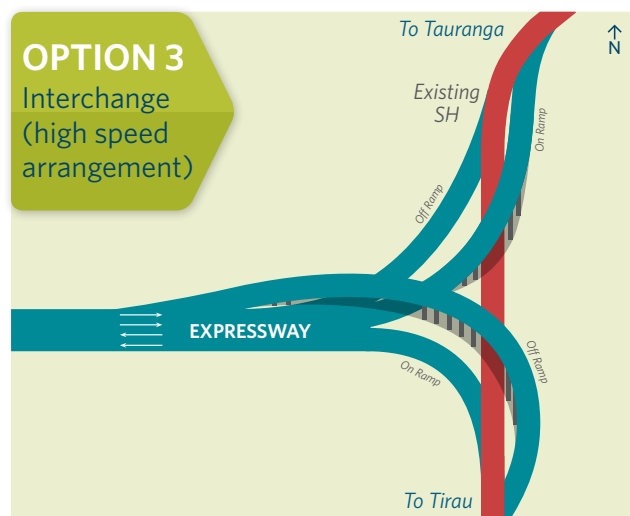 OPTION 3
Interchange
(high speed
arrangement)
To Tauranga
N
Existing
SH
On Ramp
Off Ramp
EXPRESSWAY
On Ramp
Off Ramp
To Tirau